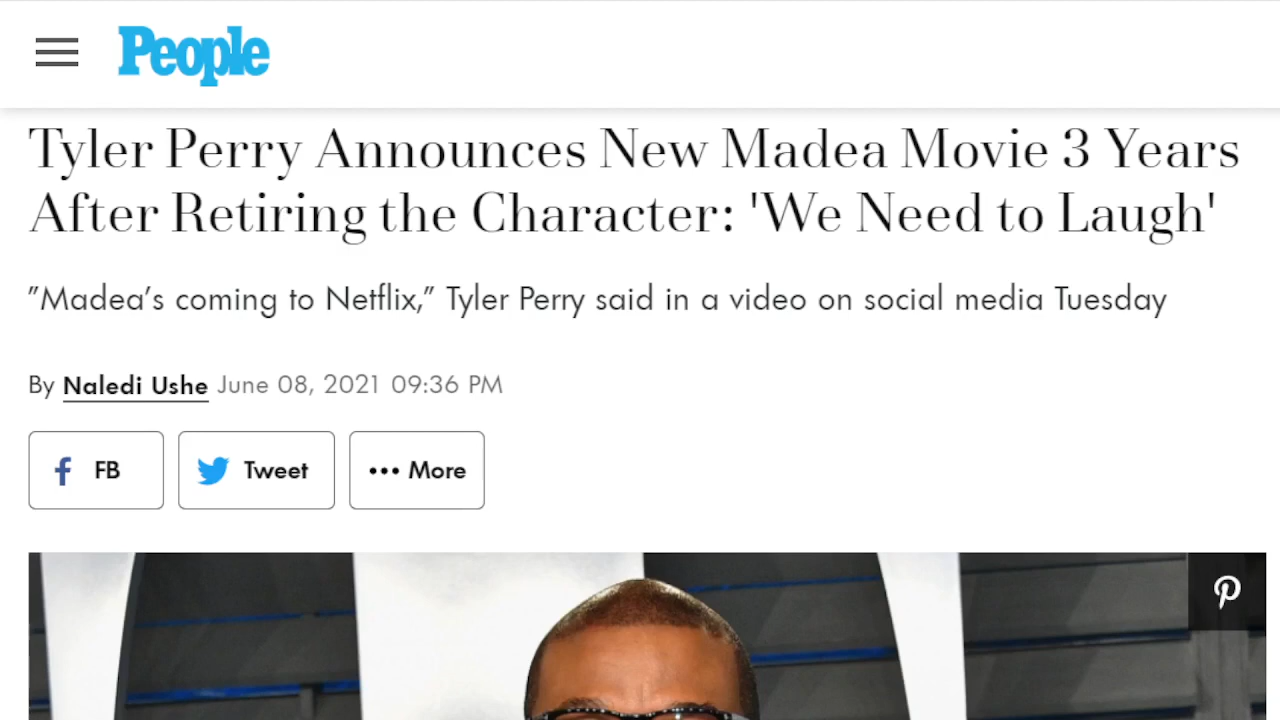 People
Tyler Perry Announces New Madea Movie 3 Years
After Retiring the Character: 'We Need to Laugh'
"Madea's coming to Netflix," Tyler Perry said in a video on social media Tuesday
By Naledi Ushe June 08, 2021 09:36 PM
FB Tweet ••• More